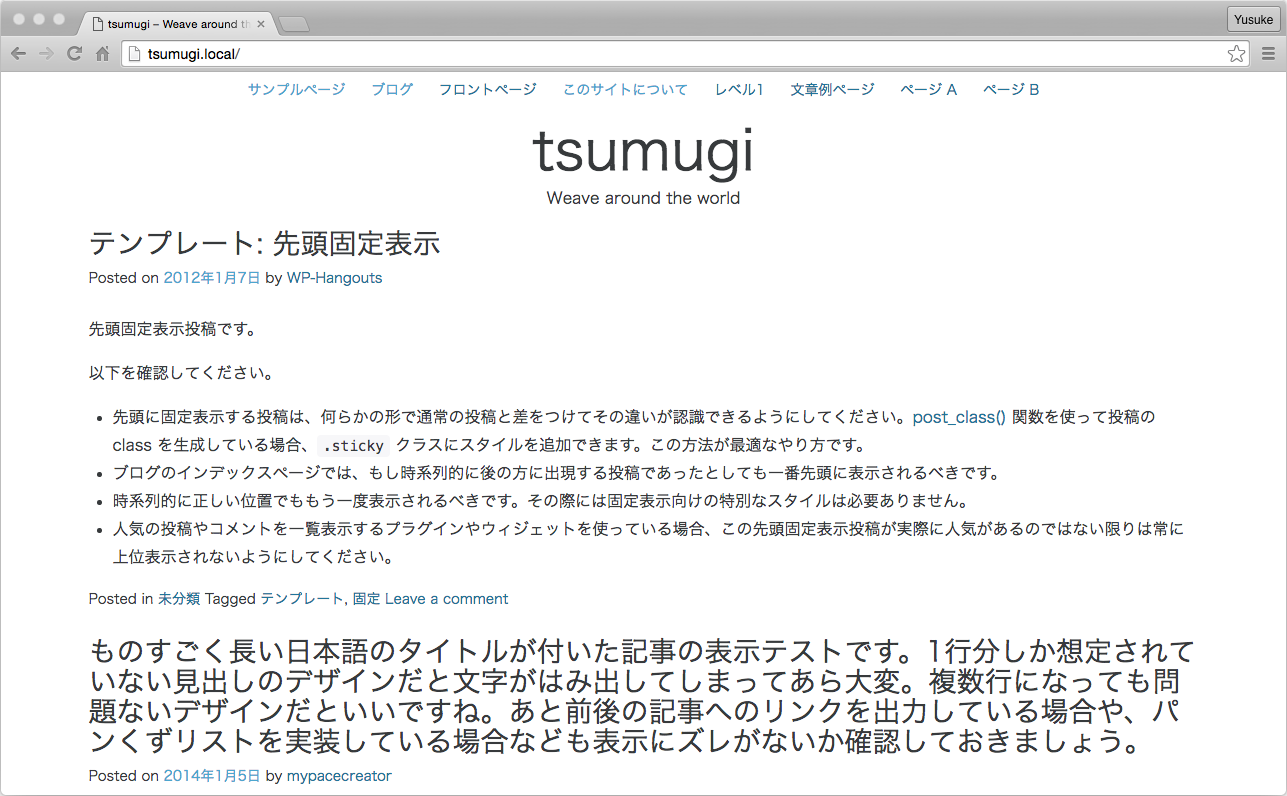 tsumugi – Weave around th
Yusuke
tsumugi.local/
サンプルページ ブログ フロントページ このサイトについて レベル1 文章例ページ ページ A ページ B
tsumugi
Weave around the world
テンプレート: 先頭固定表示
Posted on 2012年1月7日 by WP-Hangouts
先頭固定表示投稿です。
以下を確認してください。
• 先頭に固定表示する投稿は、何らかの形で通常の投稿と差をつけてその違いが認識できるようにしてください。post_class() 関数を使って投稿の
class を生成している場合、 .sticky クラスにスタイルを追加できます。この方法が最適なやり方です。
• ブログのインデックスページでは、もし時系列的に後の方に出現する投稿であったとしても一番先頭に表示されるべきです。
• 時系列的に正しい位置でももう一度表示されるべきです。その際には固定表示向けの特別なスタイルは必要ありません。
• 人気の投稿やコメントを一覧表示するプラグインやウィジェットを使っている場合、この先頭固定表示投稿が実際に人気があるのではない限りは常に
上位表示されないようにしてください。
Posted in 未分類 Tagged テンプレート, 固定 Leave a comment
ものすごく長い日本語のタイトルが付いた記事の表示テストです。1行分しか想定されて
いない見出しのデザインだと文字がはみ出してしまってあら大変。複数行になっても問
題ないデザインだといいですね。あと前後の記事へのリンクを出力している場合や、パ
ンくずリストを実装している場合なども表示にズレがないか確認しておきましょう。
Posted on 2014年1月5日 by mypacecreator